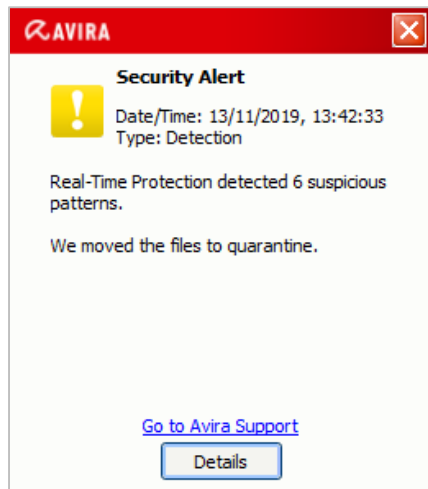 AVIRA
Security Alert
Date/Time: 13/11/2019, 13:42:33
Type: Detection
Real-Time Protection detected 6 suspicious
patterns.
We moved the files to quarantine.
Go to Avira Support
Details